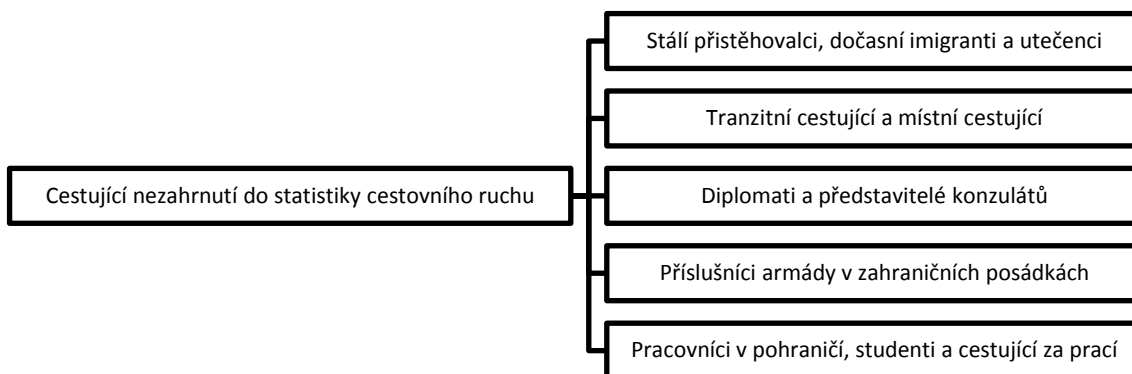 Stálí přistěhovalci, dočasní imigranti a utečenci
Tranzitní cestující a místní cestující
Cestující nezahrnutí do statistiky cestovního ruchu
Diplomati a představitelé konzulátů
Příslušníci armády v zahraničních posádkách
Pracovníci v pohraničí, studenti a cestující za prací